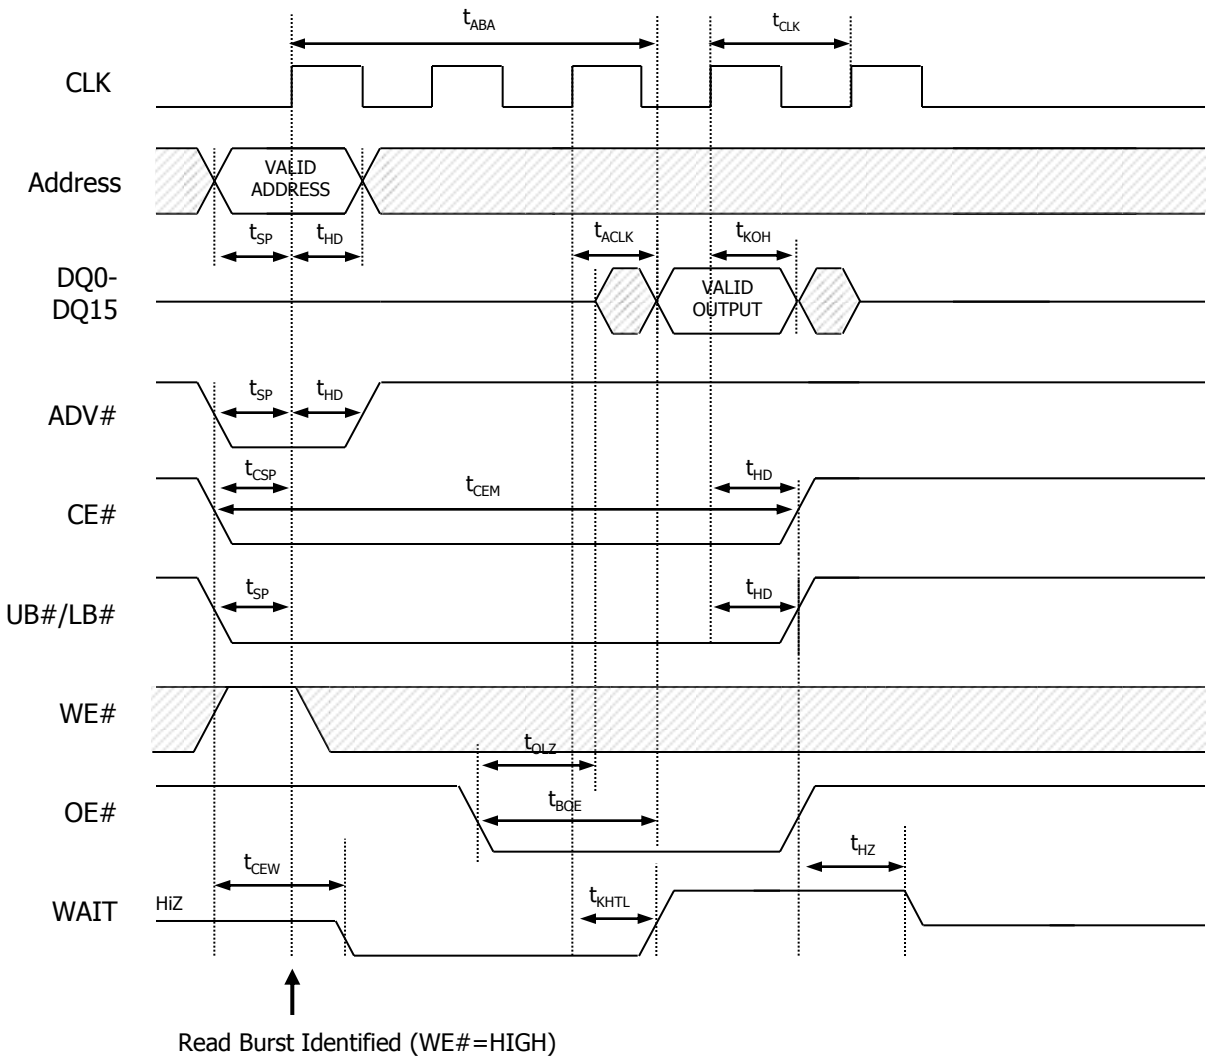 tABA
tCLK
CLK
Address
VALID
ADDRESS
tSP
tHD
tACLK
tKOH
DQ0-
DQ15
VALID
OUTPUT
ADV#
tSP
tHD
CE#
tCSP
tCEM
tHD
UB#/LB#
tSP
tHD
WE#
tOLZ
OE#
tBOE
tHZ
tCEW
WAIT
HiZ
tKHTL
Read Burst Identified (WE#=HIGH)